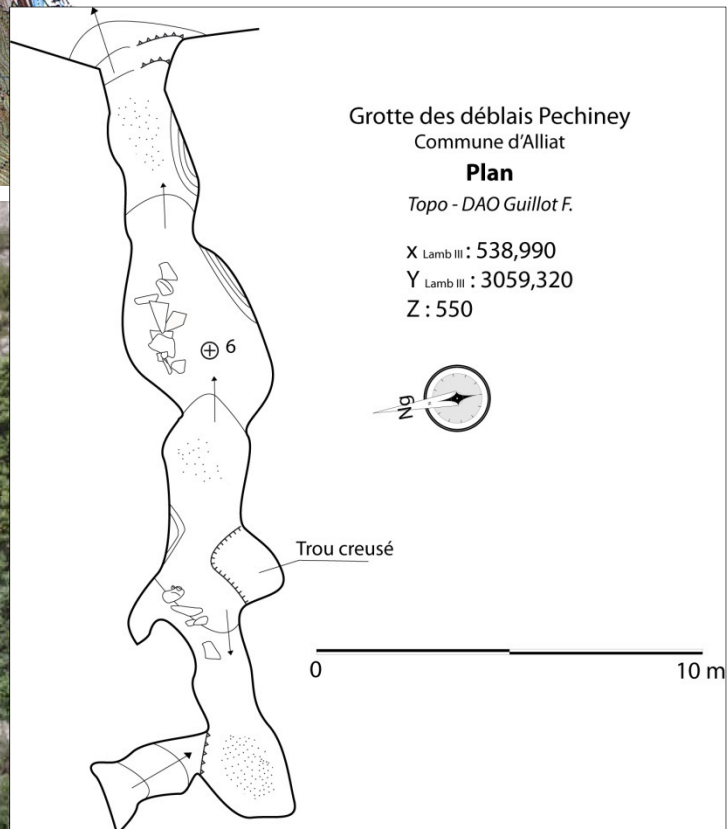 Grotte des déblais Pechiney
Commune d'Alliat
Plan
Topo - DAO Guillot F.
X Lamb III : 538,990
Y Lamb III : 3059,320
Z : 550
6
Ng
Trou creusé
0 10 m